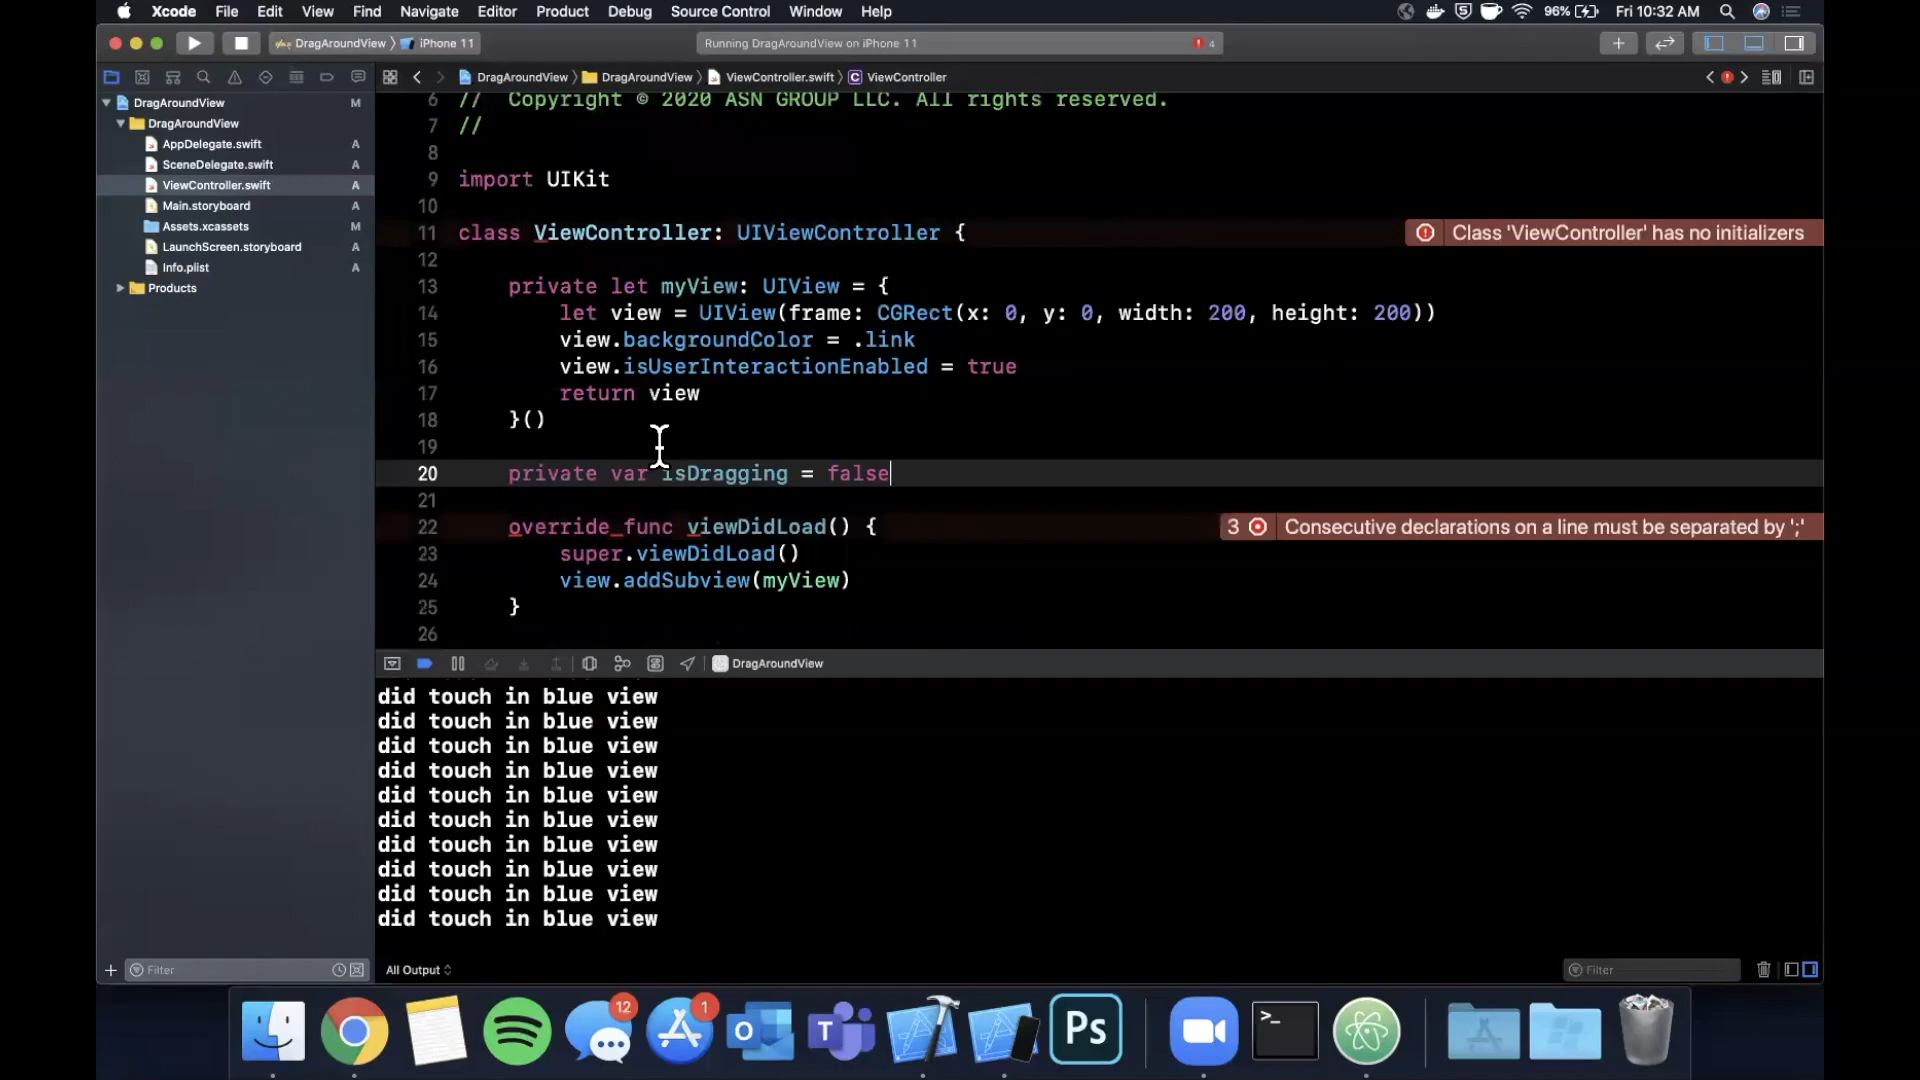 Xcode File Edit View Find Navigate Editor Product Debug Source Control Window Help
96% Fri 10:32 AM
DragAroundView iPhone 11
Running DragAroundView on iPhone 11
4
DragAroundView DragAroundView ViewController.swift C ViewController
DragAroundView M
DragAroundView
AppDelegate.swift A
SceneDelegate.swift A
ViewController.swift A
Main.storyboard A
Assets.xcassets M
LaunchScreen.storyboard A
Info.plist A
Products
6 //  Copyright © 2020 ASN GROUP LLC. All rights reserved.
7 //
8
9 import UIKit
10
11 class ViewController: UIViewController {
Class 'ViewController' has no initializers
12
13 private let myView: UIView = {
14 let view = UIView(frame: CGRect(x: 0, y: 0, width: 200, height: 200))
15 view.backgroundColor = .link
16 view.isUserInteractionEnabled = true
17 return view
18 }()
19
20 private var isDragging = false
21
22 override func viewDidLoad() {
3 Consecutive declarations on a line must be separated by ';'
23 super.viewDidLoad()
24 view.addSubview(myView)
25 }
26
DragAroundView
did touch in blue view
did touch in blue view
did touch in blue view
did touch in blue view
did touch in blue view
did touch in blue view
did touch in blue view
did touch in blue view
did touch in blue view
did touch in blue view
Filter
All Output
Filter
12
1
Ps
>_